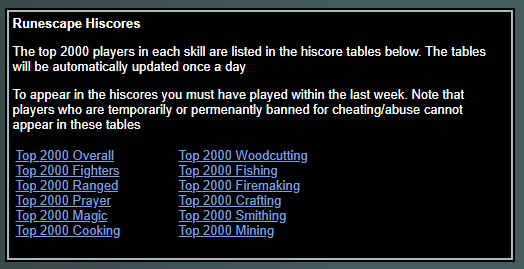 Runescape Hiscores
The top 2000 players in each skill are listed in the hiscore tables below. The tables
will be automatically updated once a day
To appear in the hiscores you must have played within the last week. Note that
players who are temporarily or permenantly banned for cheating/abuse cannot
appear in these tables
Top 2000 Overall Top 2000 Woodcutting
Top 2000 Fighters Top 2000 Fishing
Top 2000 Ranged Top 2000 Firemaking
Top 2000 Prayer Top 2000 Crafting
Top 2000 Magic Top 2000 Smithing
Top 2000 Cooking Top 2000 Mining